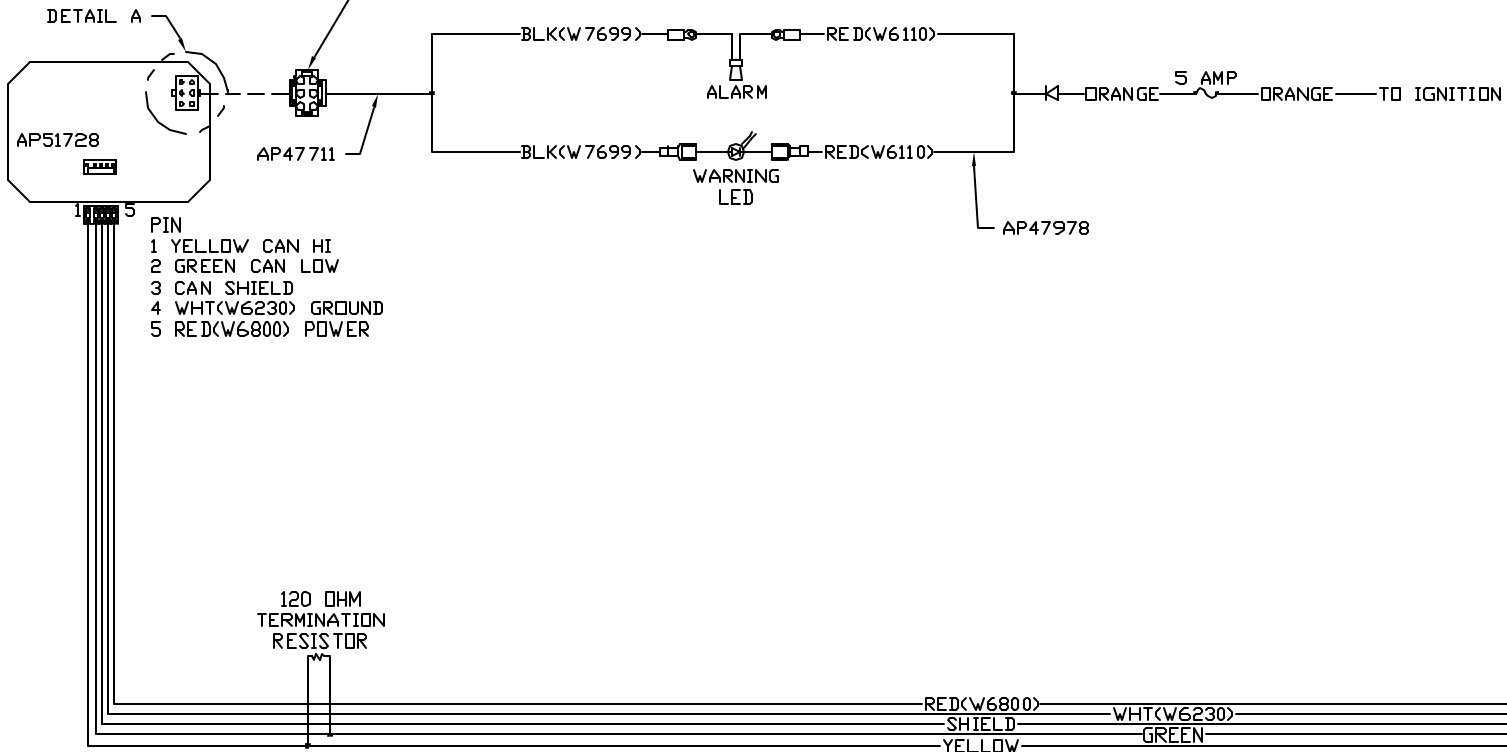 DETAIL A
BLK(W7699)
RED(W6110)
ALARM
5 AMP
ORANGE
ORANGE
TO IGNITION
AP51728
AP47711
BLK(W7699)
RED(W6110)
WARNING
LED
AP47978
1
5
PIN
1 YELLOW CAN HI
2 GREEN CAN LOW
3 CAN SHIELD
4 WHT(W6230) GROUND
5 RED(W6800) POWER
120 OHM
TERMINATION
RESISTOR
RED(W6800)
WHT(W6230)
SHIELD
GREEN
YELLOW